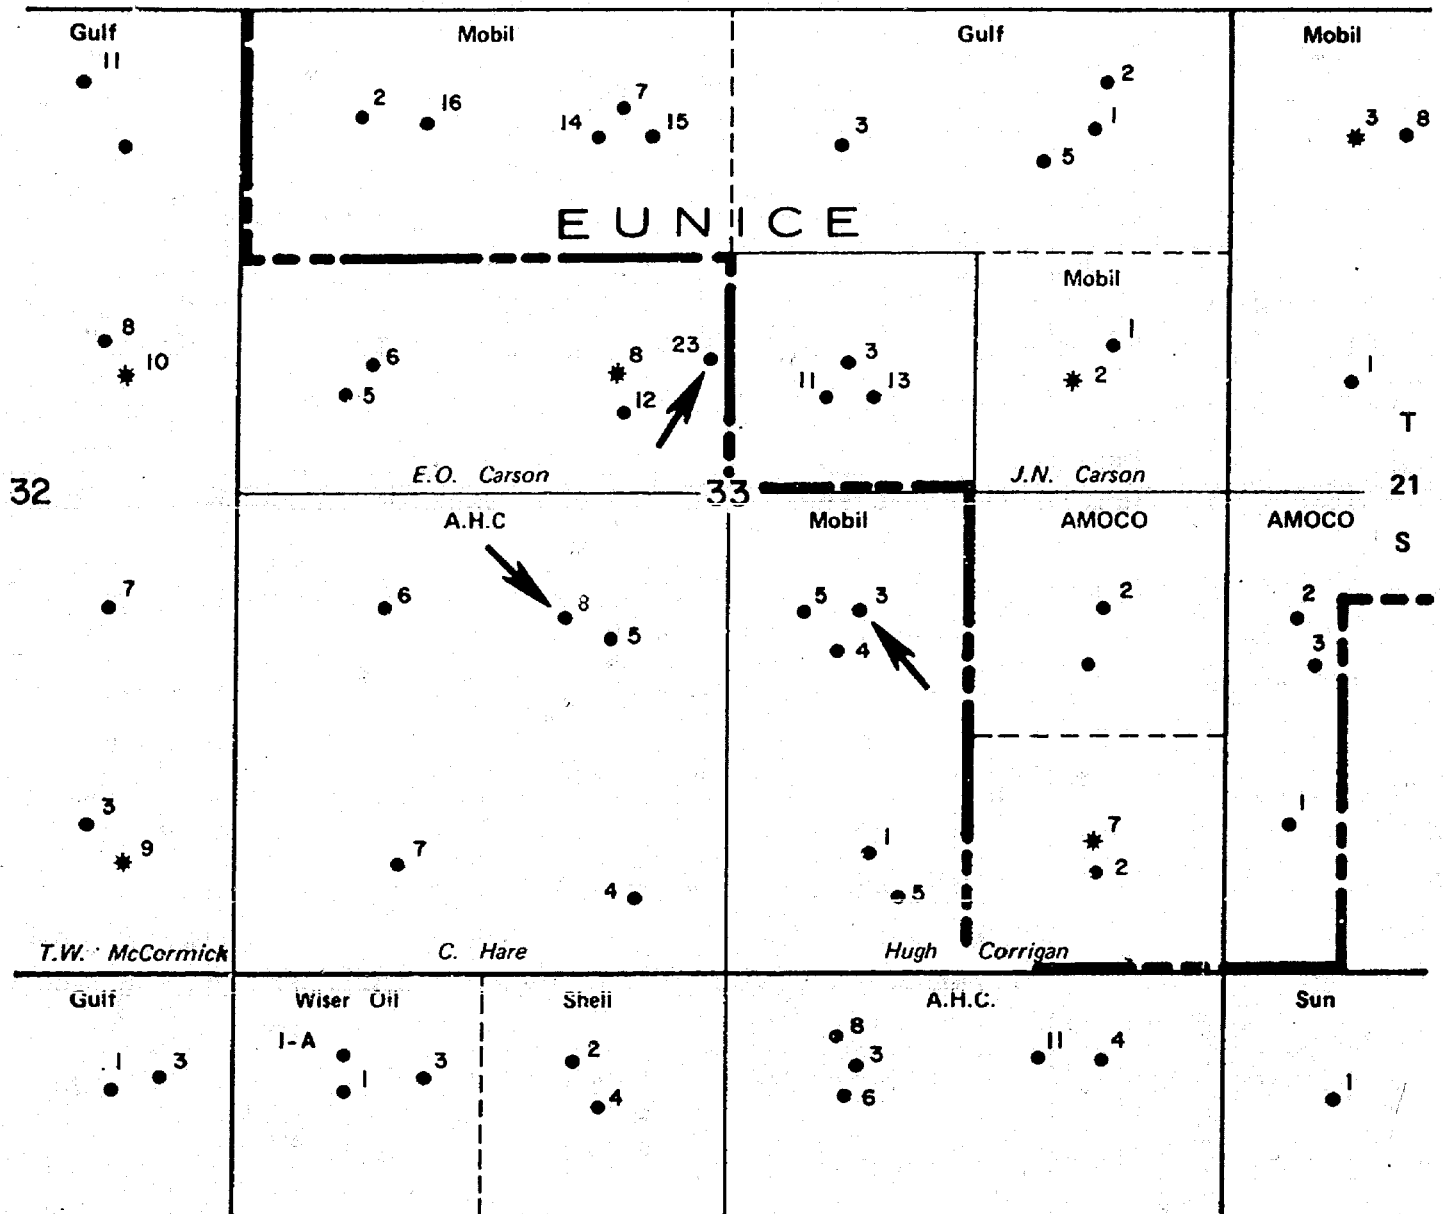 Gulf Mobil Gulf Mobil
11
2 16 14 7 15 3 2 1 5 3 8
EUNICE
Mobil
8 10 6 5 8 12 23 3 11 13 1 2 1
T
E.O. Carson J.N. Carson
32 33 21
A.H.C Mobil AMOCO AMOCO
S
7 6 8 5 5 3 4 2 2 3
3 9 7 4 1 5 7 2 1
T.W. McCormick C. Hare Hugh Corrigan
Gulf Wiser Oil Shell A.H.C. Sun
1 3 1-A 1 3 2 4 8 3 6 11 4 1